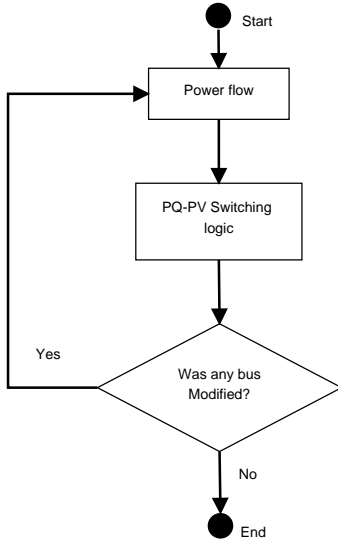 Start
Power flow
PQ-PV Switching
logic
Yes
Was any bus
Modified?
No
End